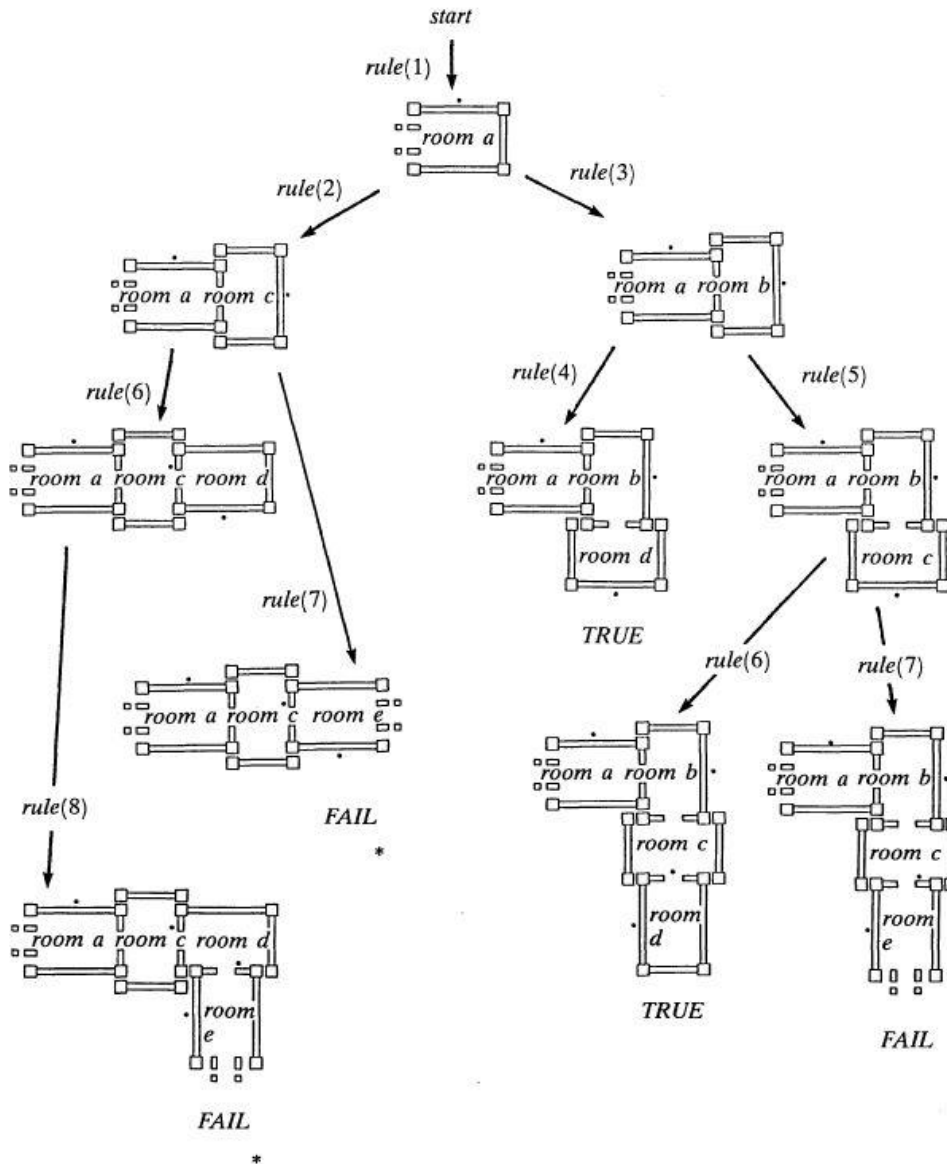 start
rule(1)
room a
rule(2)
rule(3)
room a room c
room a room b
rule(6)
rule(4)
rule(5)
room a room c room d
room a room b
room a room b
room d
room c
rule(7)
TRUE
rule(6)
rule(7)
room a room c room e
room a room b
room a room b
rule(8)
FAIL
*
room c
room c
room a room c room d
room
d
room
e
room
e
TRUE
FAIL
FAIL
*